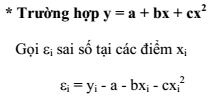 * Trường hợp y = a + bx + cx²
Gọi εᵢ sai số tại các điểm xᵢ
εᵢ = yᵢ - a - bxᵢ - cxᵢ²